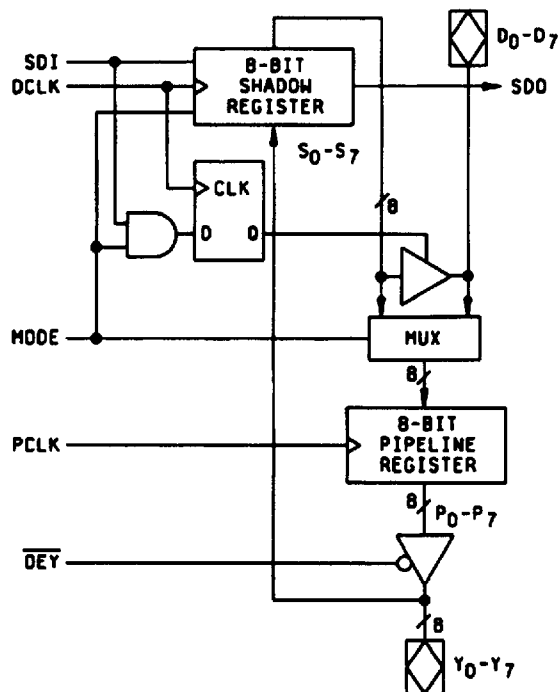 D0-D7
SDI
DCLK
8-BIT
SHADOW
REGISTER
SDO
S0-S7
CLK
D
Q
8
MODE
MUX
8
PCLK
8-BIT
PIPELINE
REGISTER
8
P0-P7
OEY
8
Y0-Y7